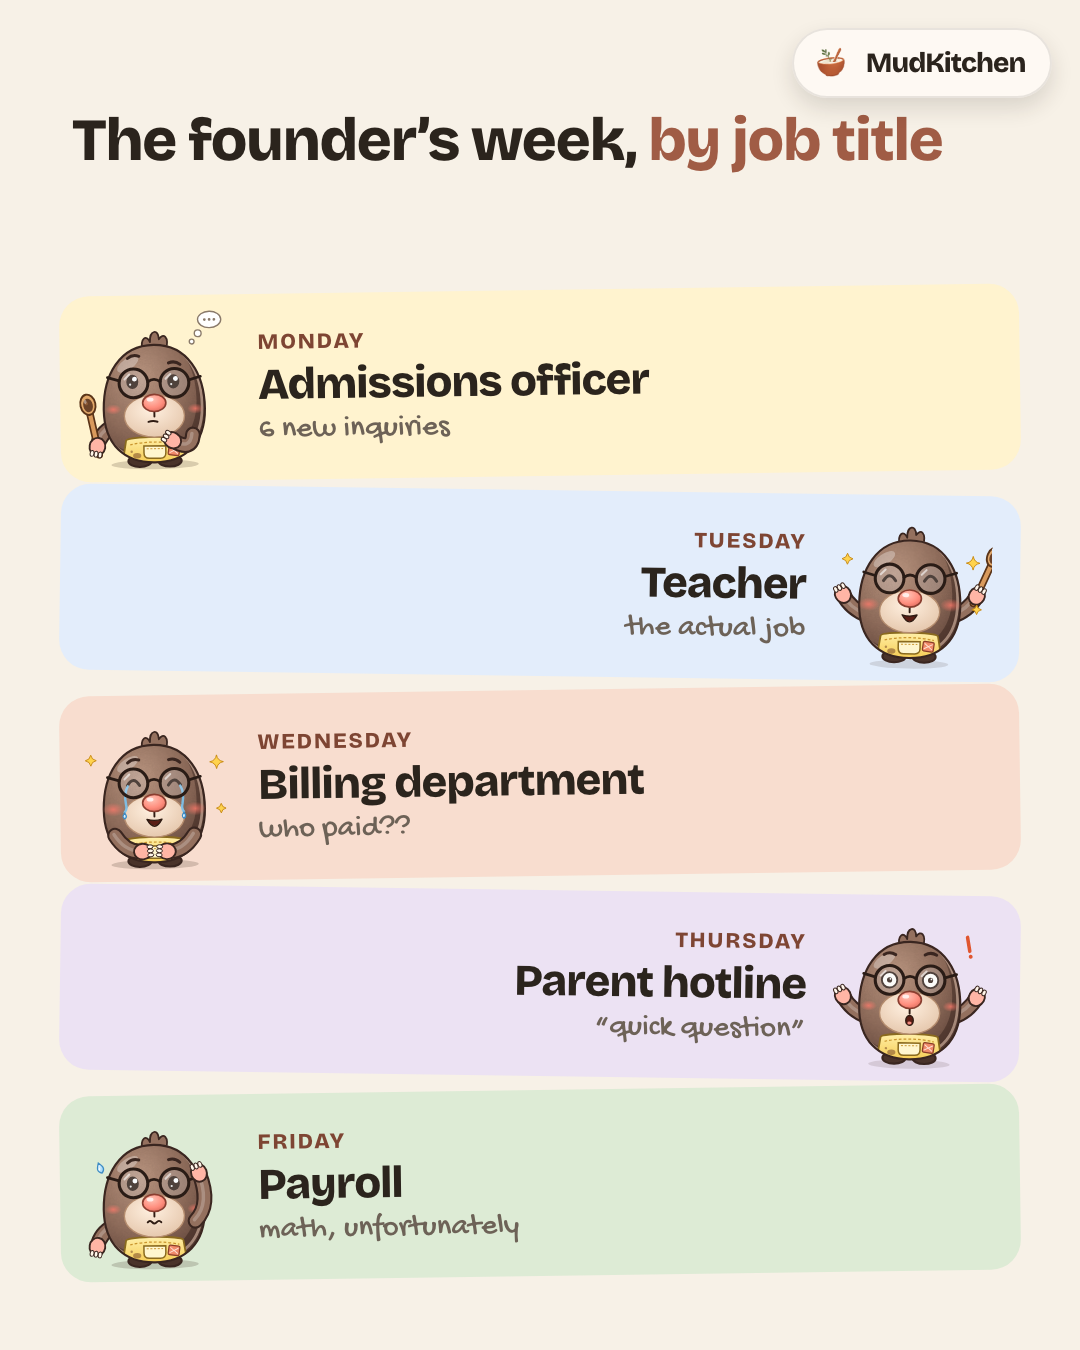 MudKitchen
The founder’s week, by job title
MONDAY
Admissions officer
6 new inquiries
TUESDAY
Teacher
the actual job
WEDNESDAY
Billing department
who paid??
THURSDAY
Parent hotline
“quick question”
!
FRIDAY
Payroll
math, unfortunately